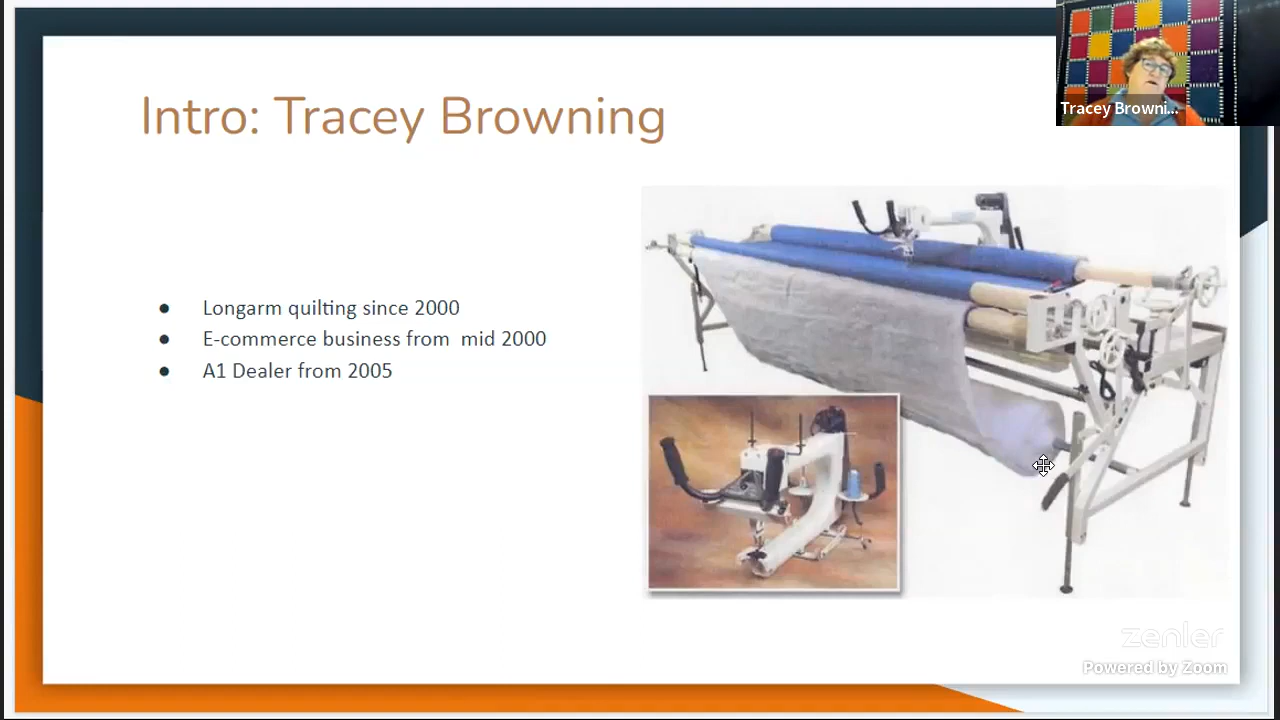 Tracey Browni...
Intro: Tracey Browning
● Longarm quilting since 2000
● E-commerce business from  mid 2000
● A1 Dealer from 2005
zenler
Powered by Zoom